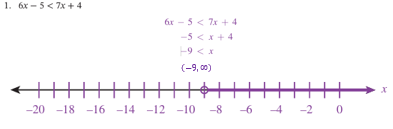 1. 6x − 5 < 7x + 4
6x − 5 < 7x + 4
−5 < x + 4
−9 < x
(−9, ∞)
x
−20 −18 −16 −14 −12 −10 −8 −6 −4 −2 0